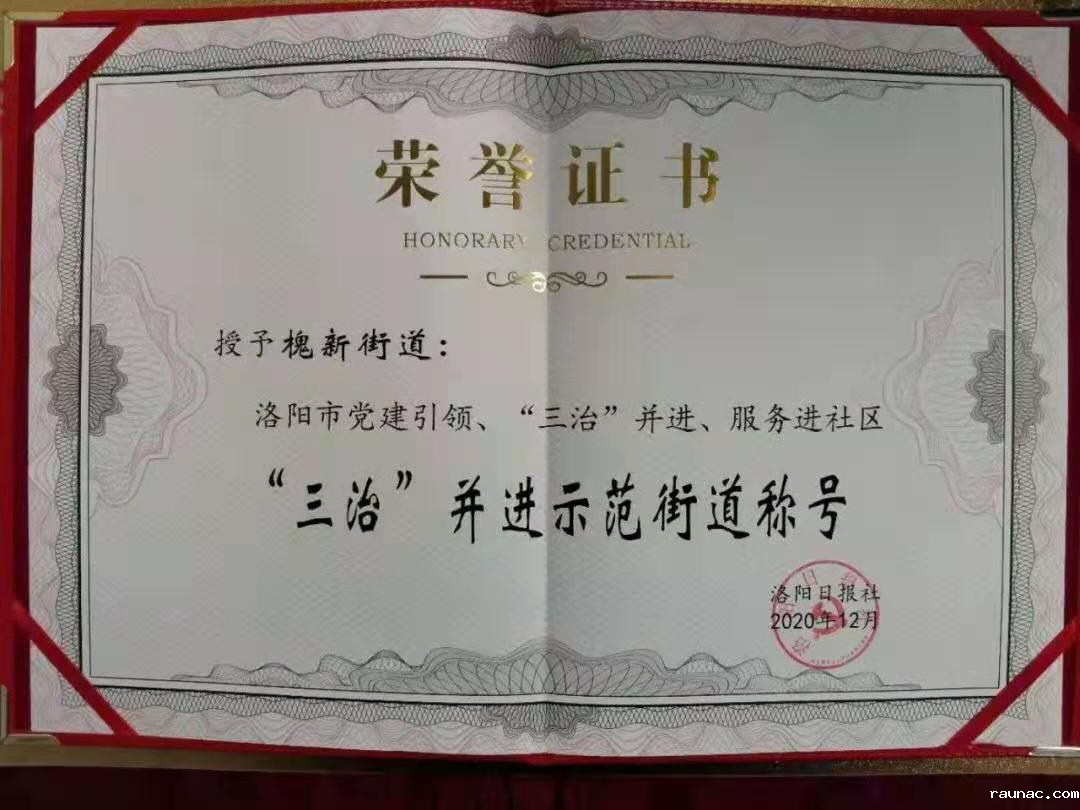 荣誉证书
HONORARY CREDENTIAL
授予槐新街道：
洛阳市党建引领、“三治”并进、服务进社区
“三治”并进示范街道称号
洛阳日报社
2020年12月
raunac.com